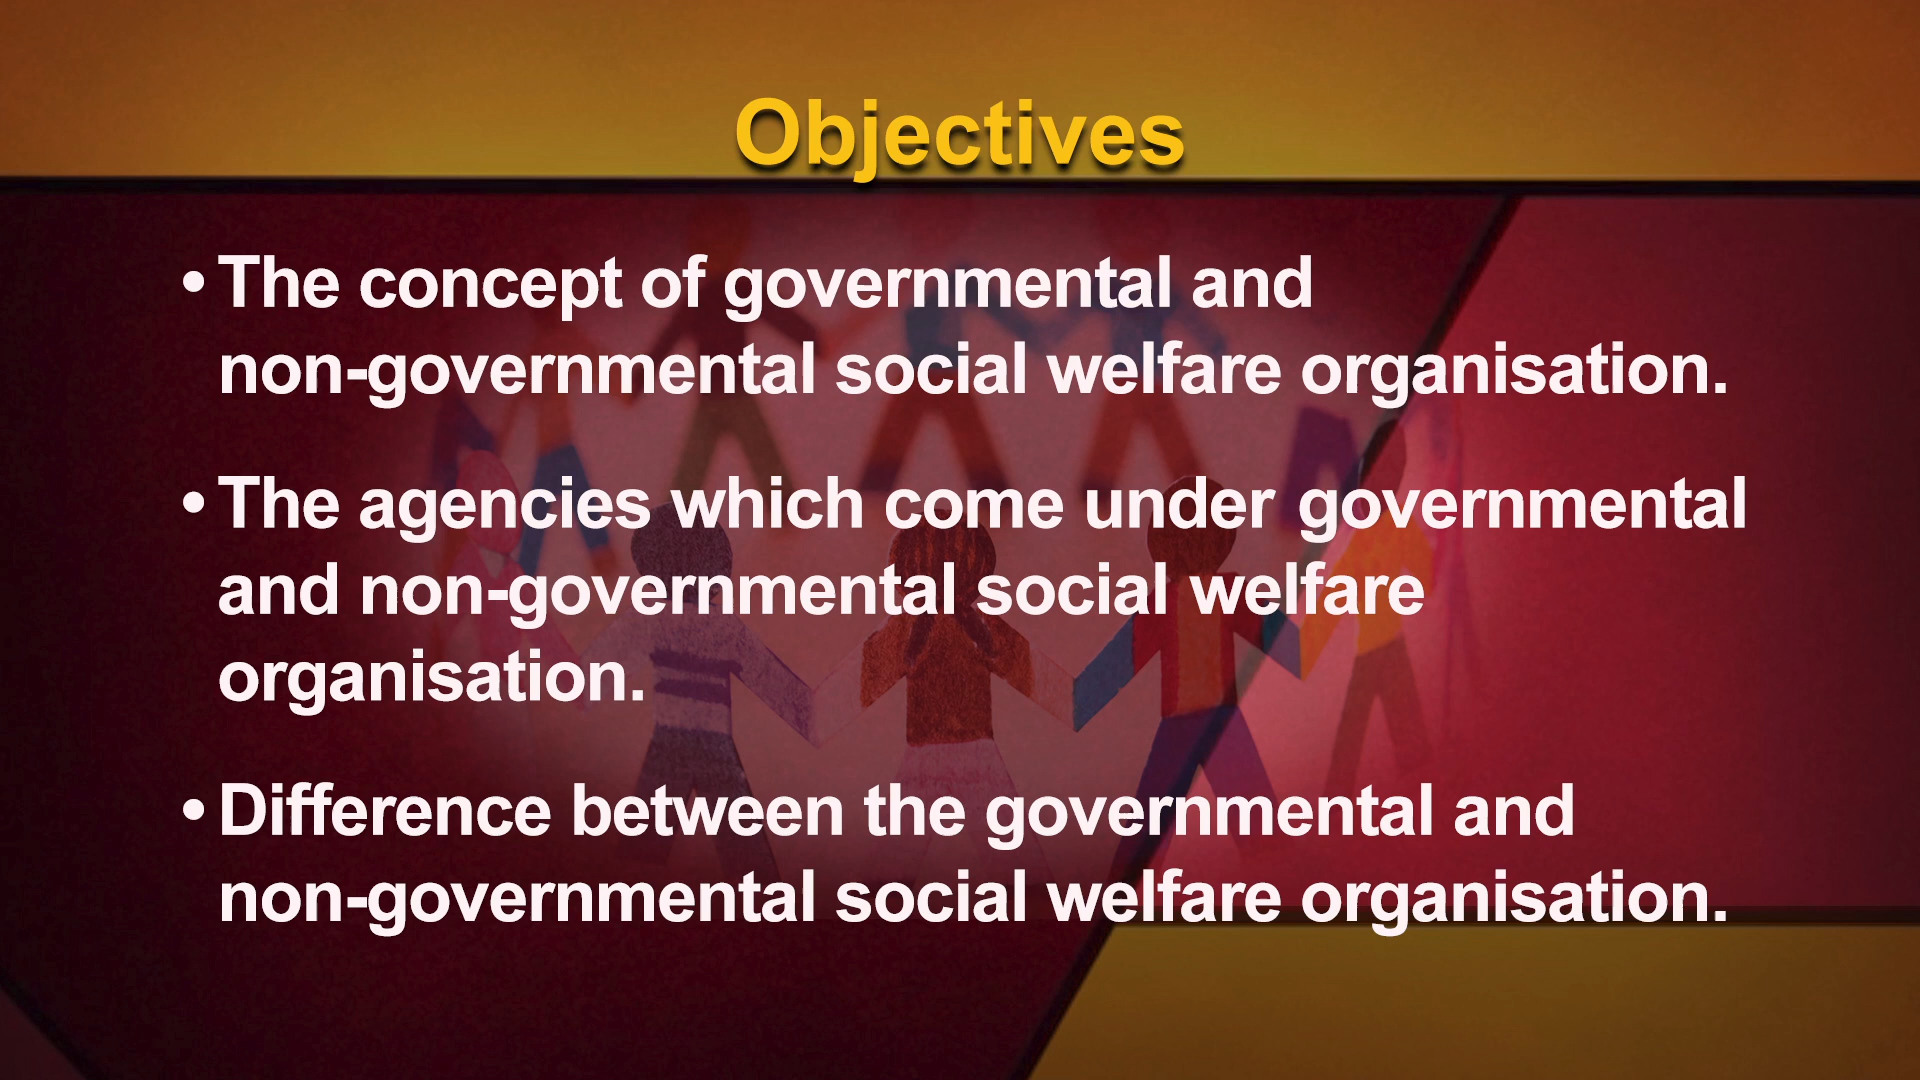 Objectives
• The concept of governmental and
non-governmental social welfare organisation.
• The agencies which come under governmental
and non-governmental social welfare
organisation.
• Difference between the governmental and
non-governmental social welfare organisation.